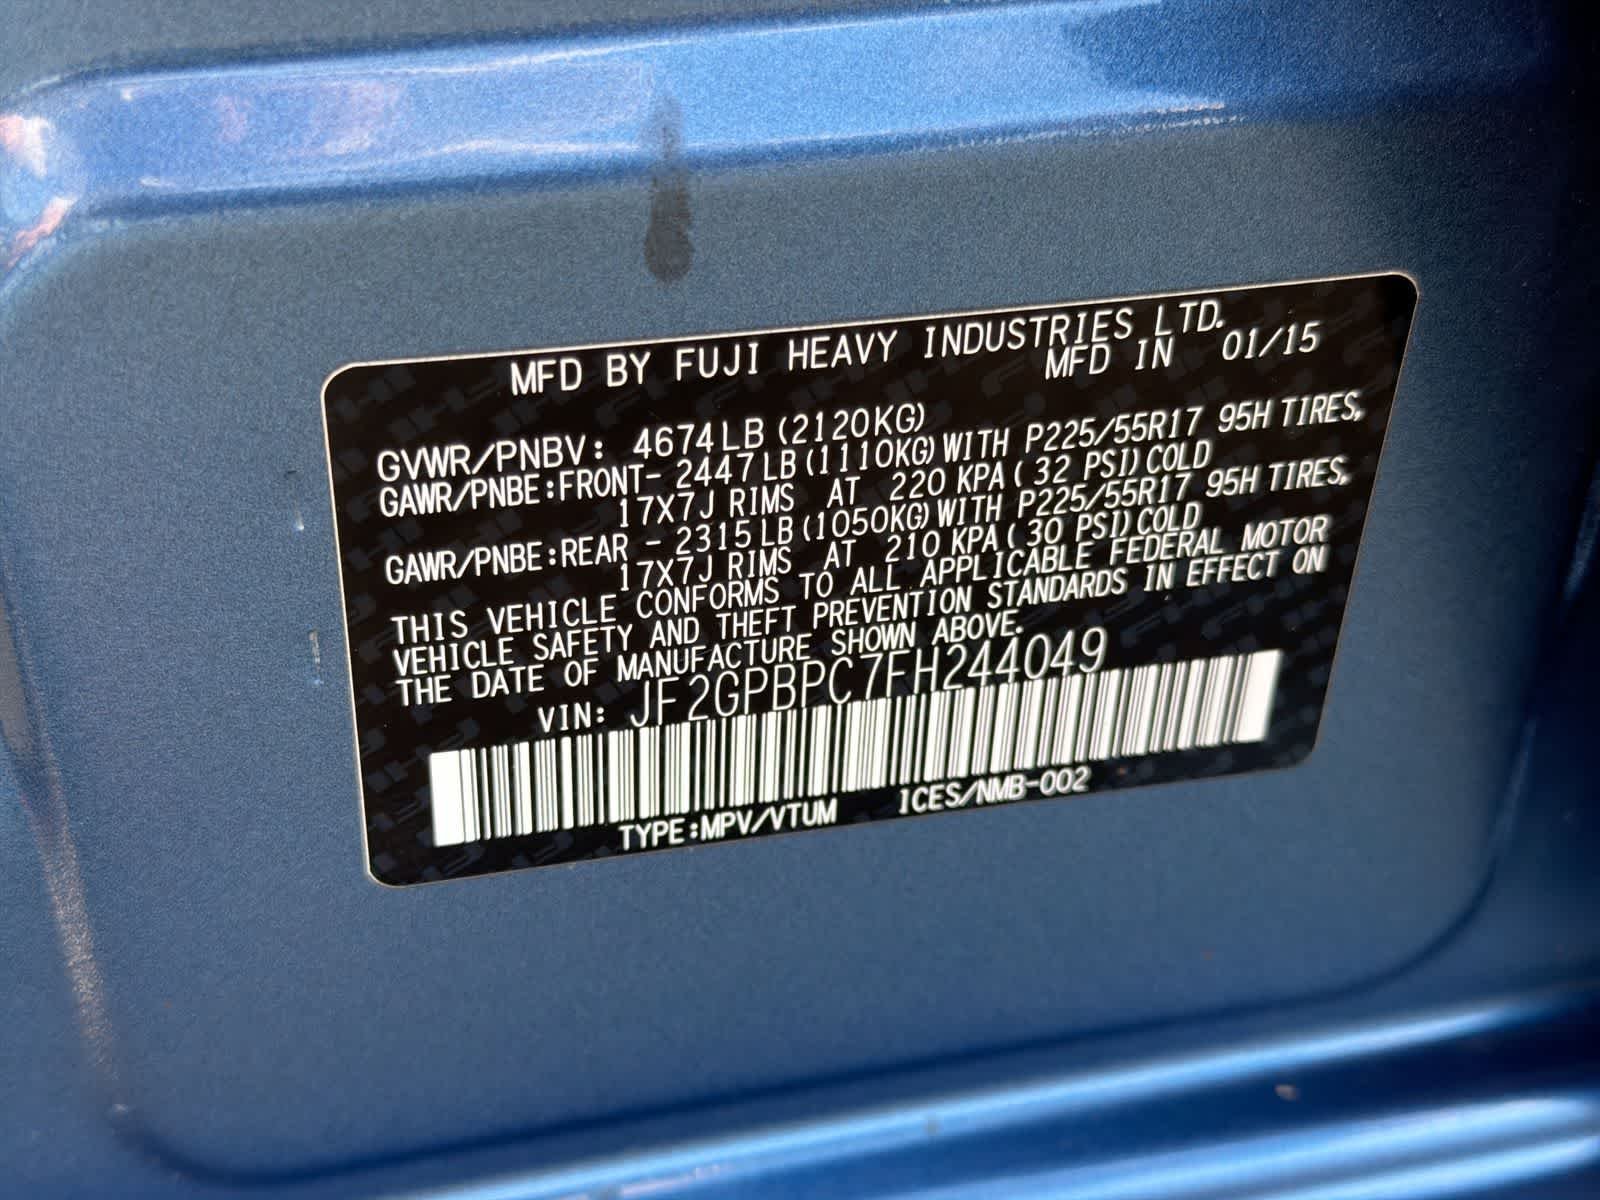 MFD BY FUJI HEAVY INDUSTRIES LTD.
MFD IN 01/15
GVWR/PNBV: 4674LB (2120KG)
GAWR/PNBE:FRONT- 2447LB (1110KG) WITH P225/55R17 95H TIRES,
17X7J RIMS AT 220 KPA ( 32 PSI) COLD
GAWR/PNBE:REAR - 2315LB (1050KG) WITH P225/55R17 95H TIRES,
17X7J RIMS AT 210 KPA ( 30 PSI) COLD
THIS VEHICLE CONFORMS TO ALL APPLICABLE FEDERAL MOTOR
VEHICLE SAFETY AND THEFT PREVENTION STANDARDS IN EFFECT ON
THE DATE OF MANUFACTURE SHOWN ABOVE.
VIN: JF2GPBPC7FH244049
TYPE:MPV/VTUM ICES/NMB-002